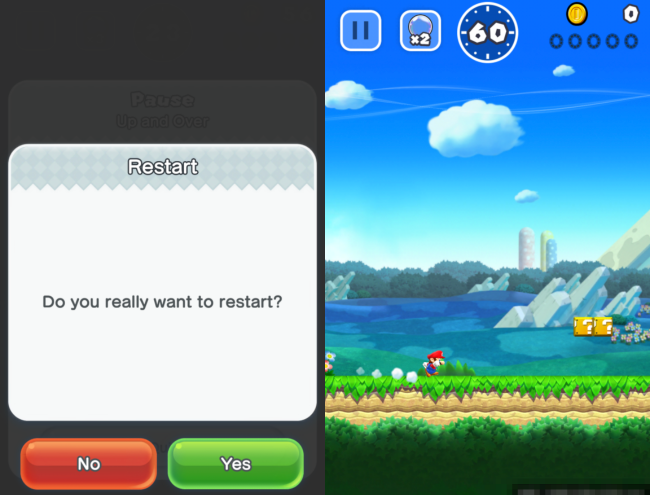 Pause
Up and Over
Restart
Do you really want to restart?
No
Yes
×2
60
0
? ?